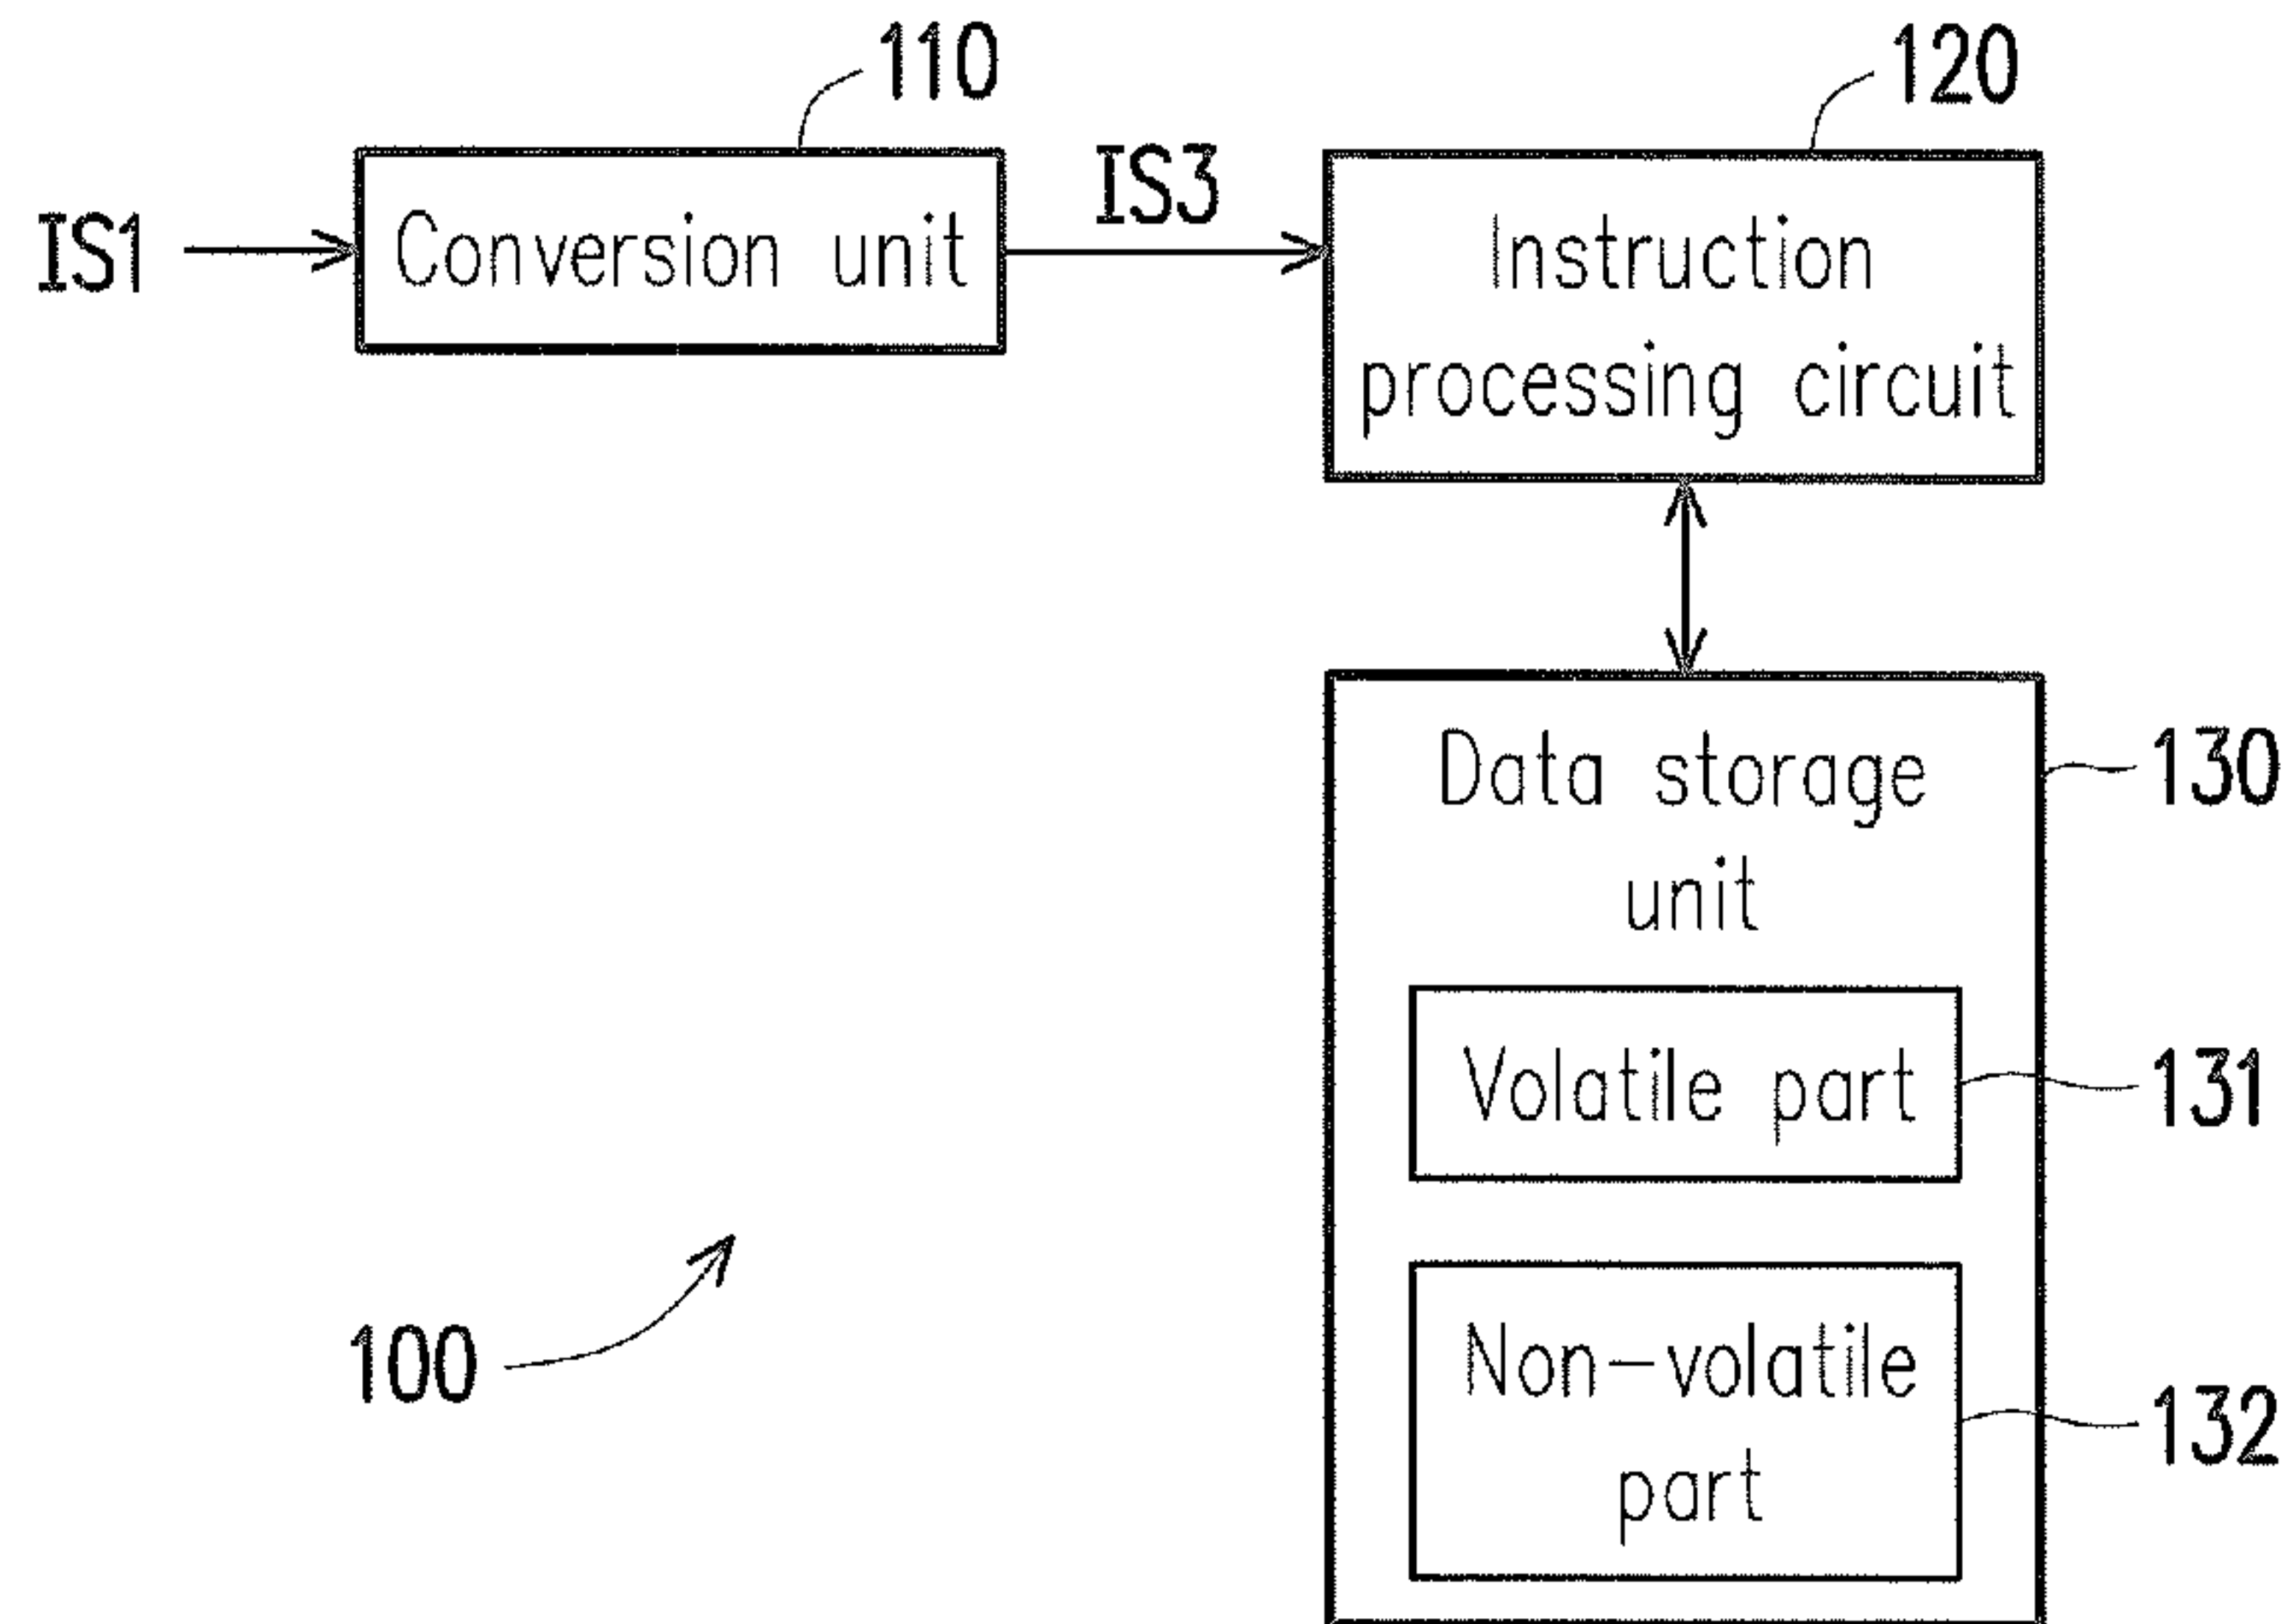 110
120
IS1
Conversion unit
IS3
Instruction
processing circuit
Data storage
unit
130
Volatile part
131
100
Non-volatile
part
132